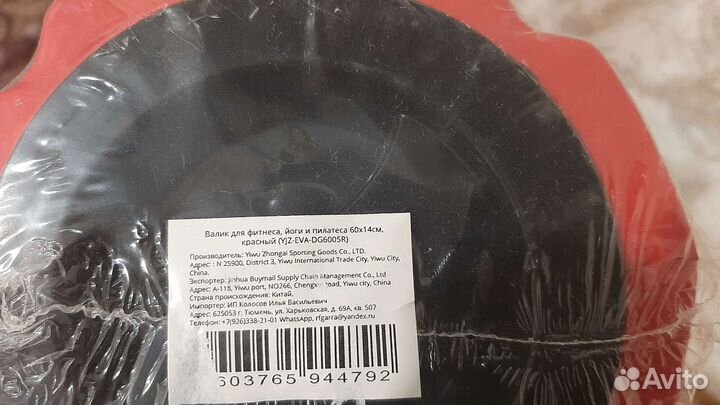 Валик для фитнеса, йоги и пилатеса 60х14см,
красный (YJZ-EVA-DG6005R)
Производитель: Yiwu Zhongai Sporting Goods Co., LTD.
Адрес: : N 25900, District 3, Yiwu International Trade City, Yiwu City,
China.
Экспортер: Jinhua Buymail Supply Chain Management Co., Ltd
Адрес: A-118, Yiwu port, NO266, Chengxin road, Yiwu city, China
Страна происхождения: Китай.
Импортер: ИП Колосов Илья Васильевич
Адрес: 625053 г. Тюмень, ул. Харьковская, д. 69А, кв. 507
Телефон: +7(926)338-21-01 WhatsApp, rfgarra@yandex.ru
603765 944792
Avito